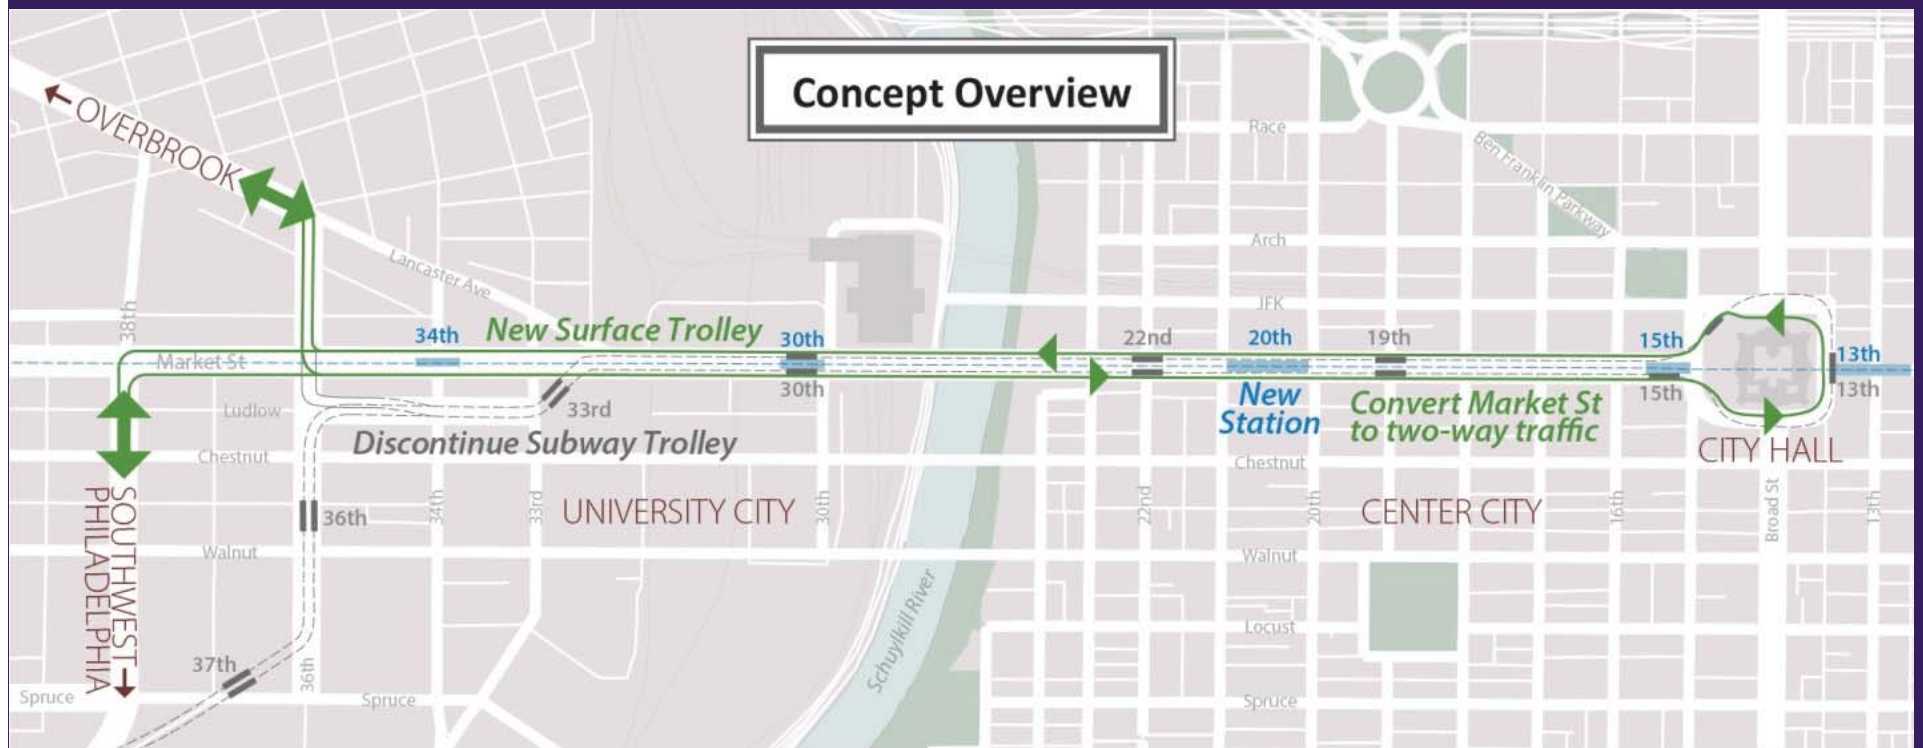 Concept Overview
← OVERBROOK
Race
Ben Franklin Parkway
Arch
Lancaster Ave
JFK
38th
34th
New Surface Trolley
30th
22nd
20th
19th
15th
13th
Market St
30th
New
Station
Convert Market St
to two-way traffic
15th
13th
Ludlow
33rd
Discontinue Subway Trolley
Chestnut
Chestnut
CITY HALL
36th
34th
33rd
UNIVERSITY CITY
30th
22nd
20th
CENTER CITY
16th
Broad St
13th
SOUTHWEST →
PHILADELPHIA
Walnut
Walnut
Schuylkill River
Locust
37th
36th
Spruce
Spruce
Spruce